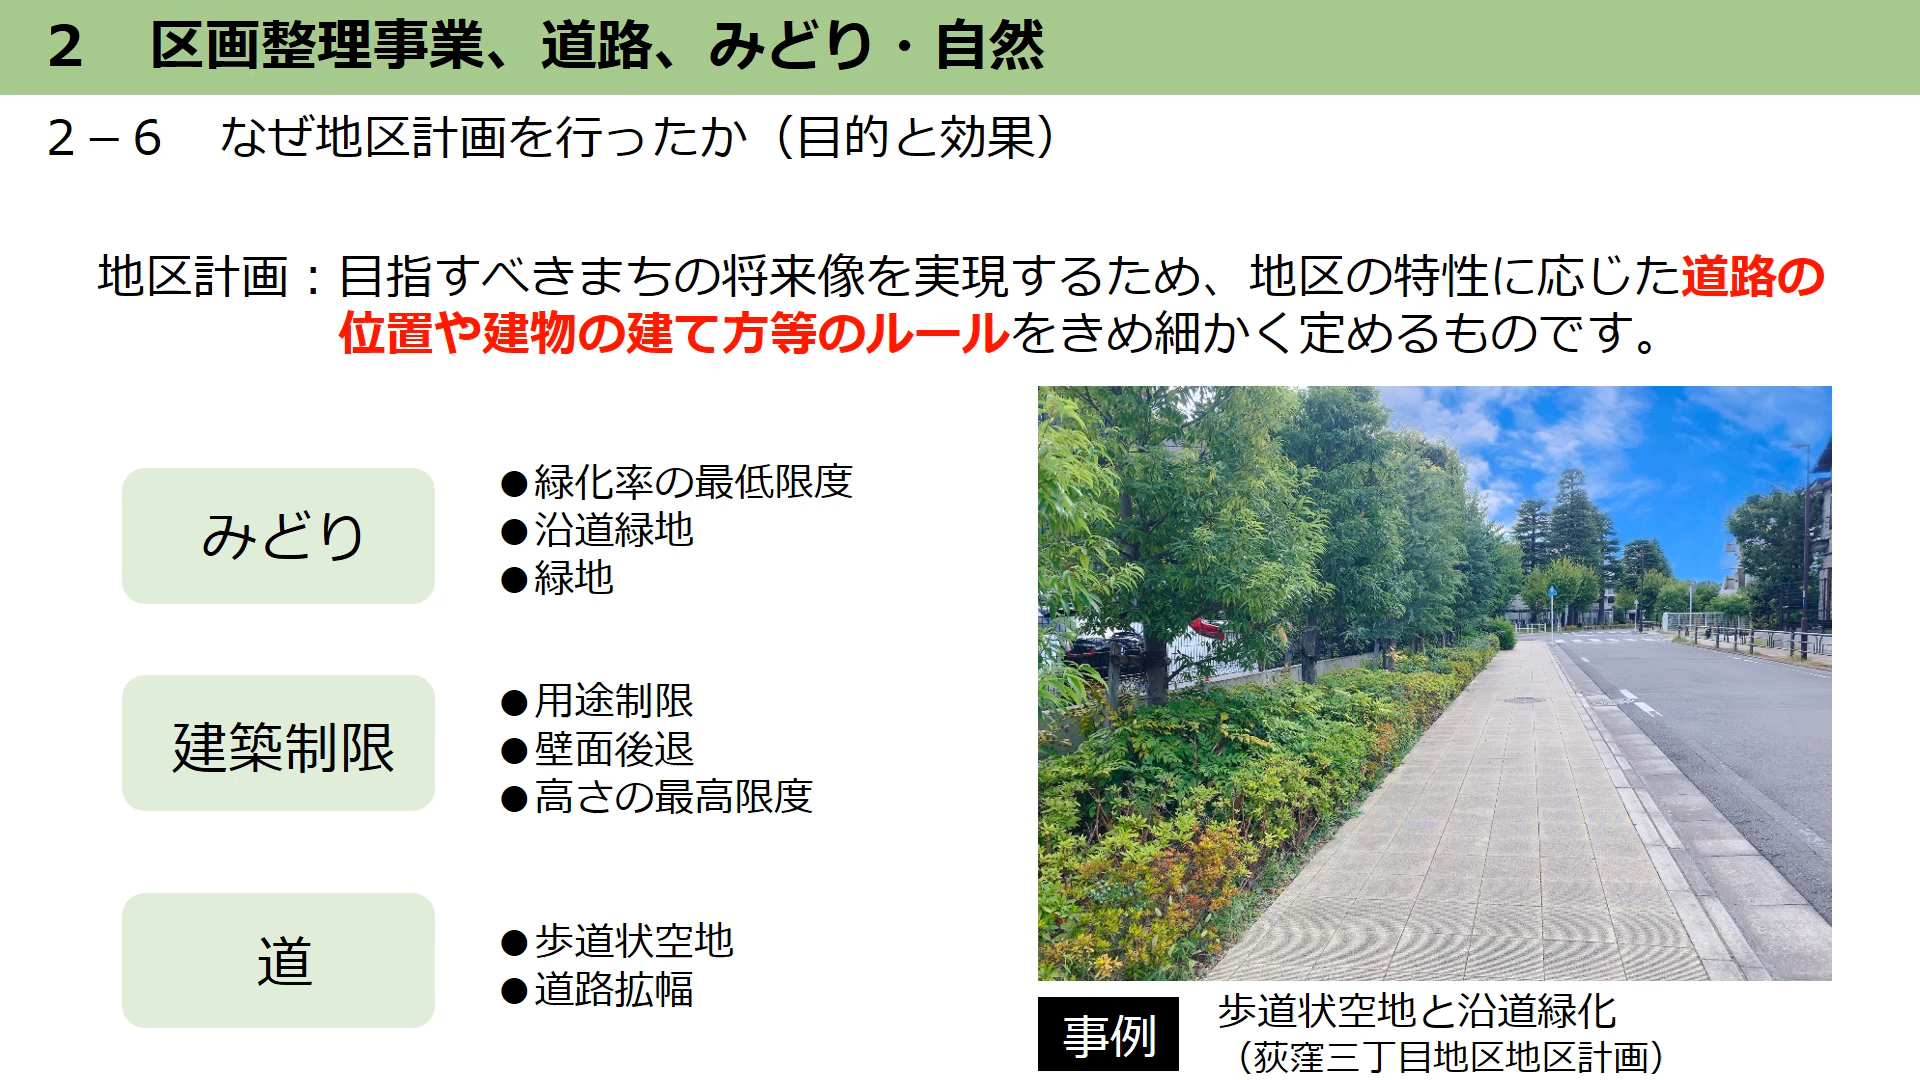 2　区画整理事業、道路、みどり・自然
２－６　なぜ地区計画を行ったか（目的と効果）
地区計画：目指すべきまちの将来像を実現するため、地区の特性に応じた道路の
位置や建物の建て方等のルールをきめ細かく定めるものです。
みどり
●緑化率の最低限度
●沿道緑地
●緑地
建築制限
●用途制限
●壁面後退
●高さの最高限度
道
●歩道状空地
●道路拡幅
事例
歩道状空地と沿道緑化
（荻窪三丁目地区地区計画）